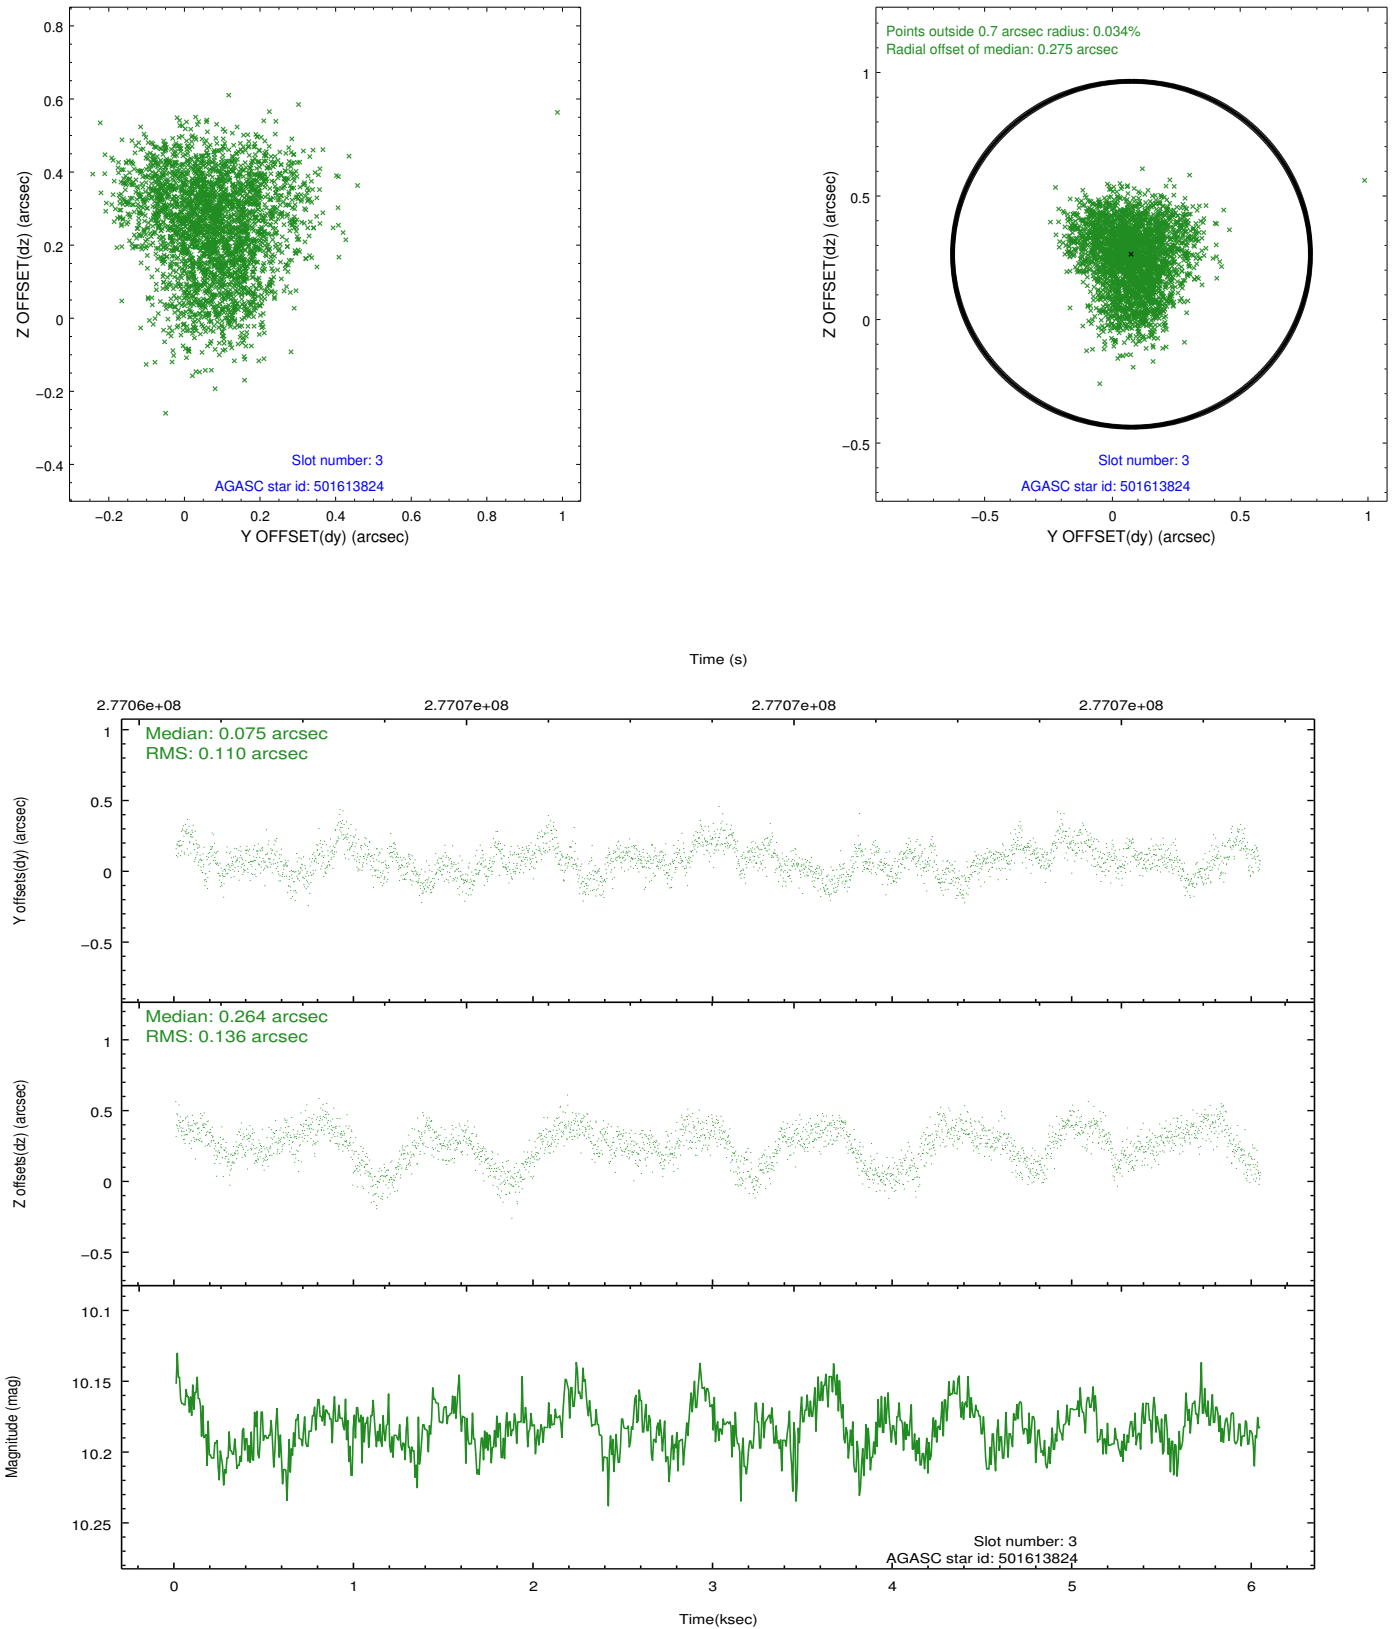 0.8
0.6
0.4
0.2
0
−0.2
−0.4
Z OFFSET(dz) (arcsec)
Slot number: 3
AGASC star id: 501613824
−0.2 0 0.2 0.4 0.6 0.8 1
Y OFFSET(dy) (arcsec)
Points outside 0.7 arcsec radius: 0.034%
Radial offset of median: 0.275 arcsec
1
0.5
0
−0.5
Z OFFSET(dz) (arcsec)
Slot number: 3
AGASC star id: 501613824
−0.5 0 0.5 1
Y OFFSET(dy) (arcsec)
Time (s)
2.7706e+08 2.7707e+08 2.7707e+08 2.7707e+08
Median: 0.075 arcsec
RMS: 0.110 arcsec
1
0.5
0
−0.5
Y offsets(dy) (arcsec)
Median: 0.264 arcsec
RMS: 0.136 arcsec
1
0.5
0
−0.5
Z offsets(dz) (arcsec)
10.1
10.15
10.2
10.25
Magnitude (mag)
Slot number: 3
AGASC star id: 501613824
0 1 2 3 4 5 6
Time(ksec)